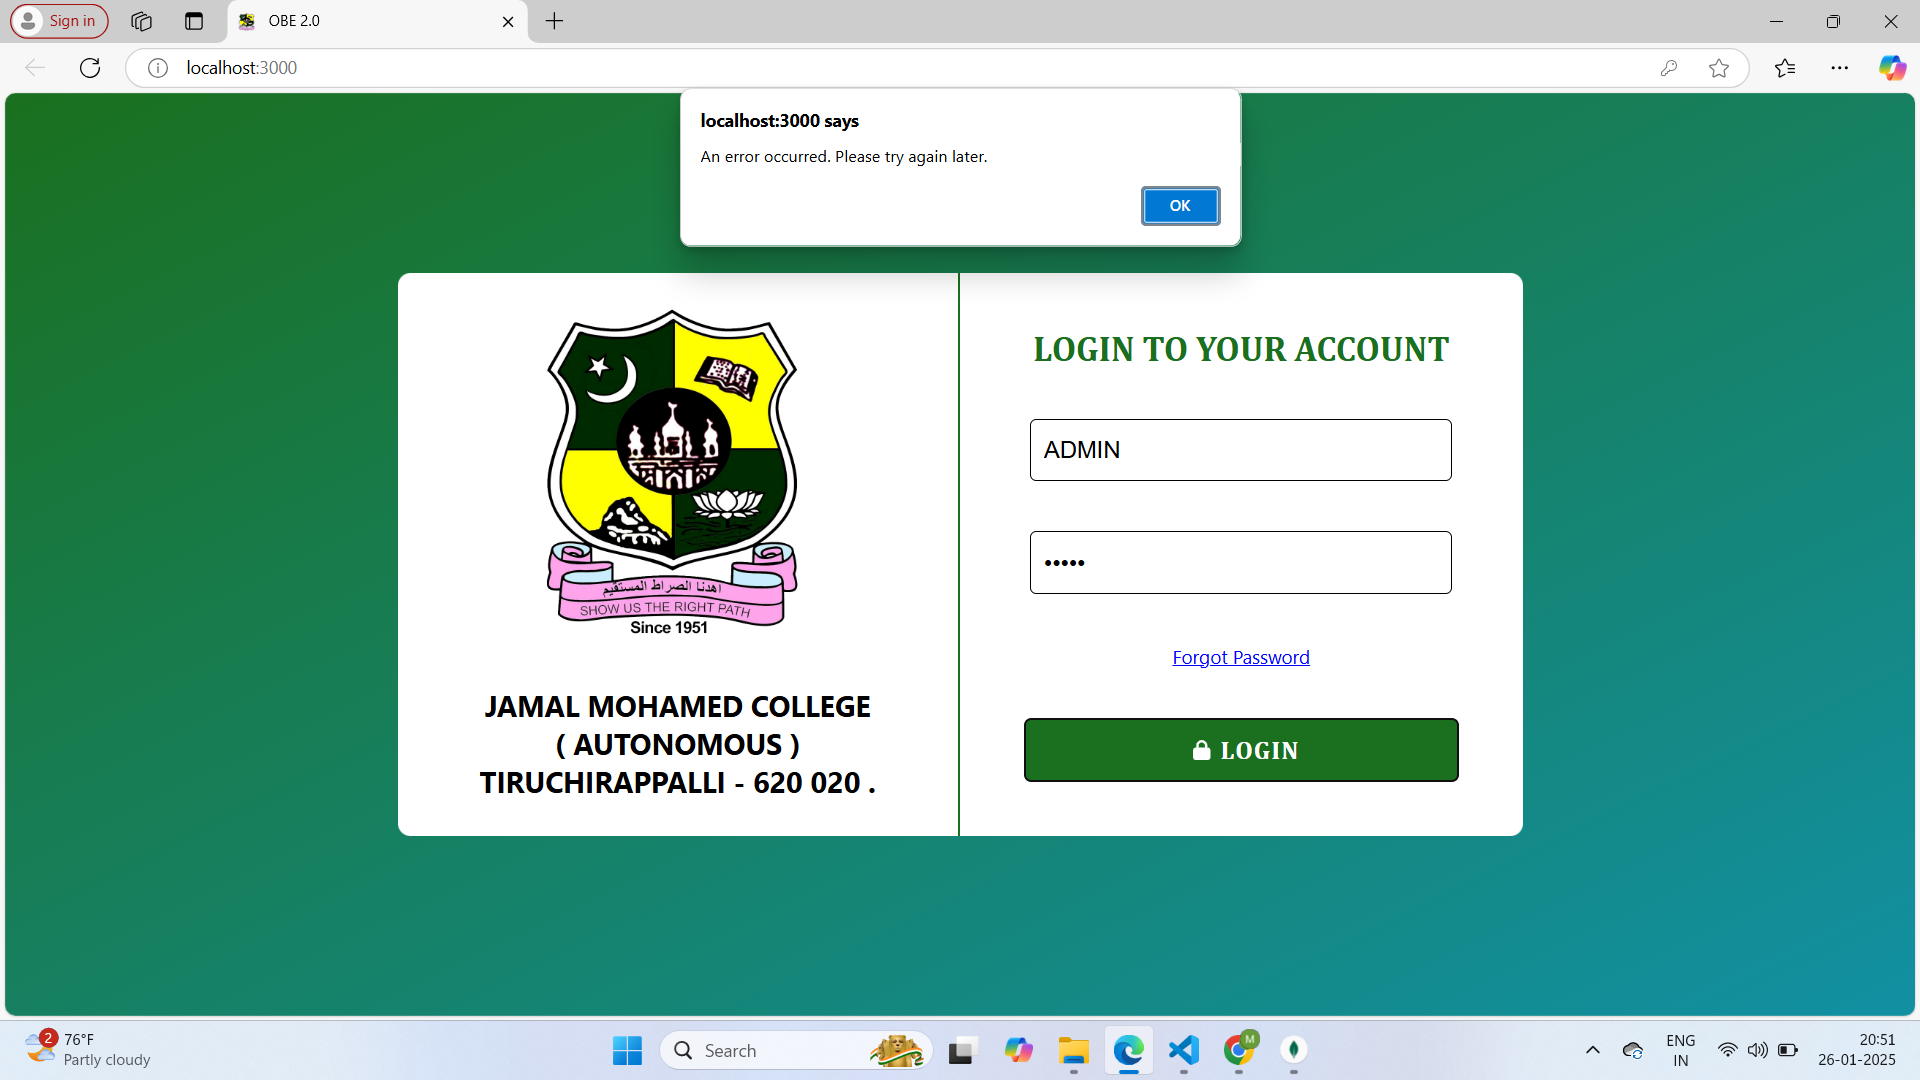 Sign in
OBE 2.0
localhost:3000
localhost:3000 says
An error occurred. Please try again later.
OK
اهدنا الصراط المستقيم
SHOW US THE RIGHT PATH
Since 1951
JAMAL MOHAMED COLLEGE
( AUTONOMOUS )
TIRUCHIRAPPALLI - 620 020 .
LOGIN TO YOUR ACCOUNT
ADMIN
•••••
Forgot Password
LOGIN
2
76°F
Partly cloudy
Search
M
ENG
IN
20:51
26-01-2025